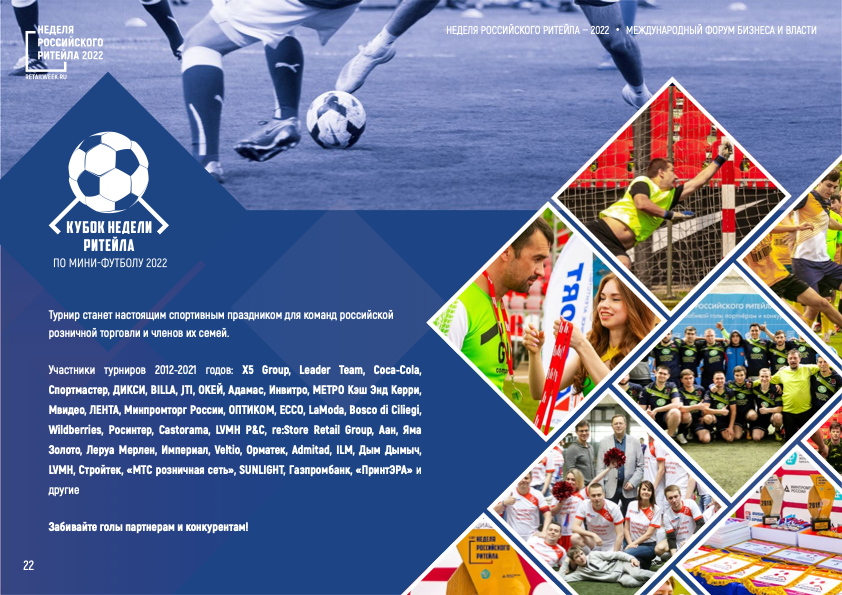 НЕДЕЛЯ
РОССИЙСКОГО
РИТЕЙЛА 2022
RETAILWEEK.RU
НЕДЕЛЯ РОССИЙСКОГО РИТЕЙЛА – 2022 • МЕЖДУНАРОДНЫЙ ФОРУМ БИЗНЕСА И ВЛАСТИ
КУБОК НЕДЕЛИ
РИТЕЙЛА
ПО МИНИ-ФУТБОЛУ 2022
Турнир станет настоящим спортивным праздником для команд российской
розничной торговли и членов их семей.
Участники турниров 2012-2021 годов: X5 Group, Leader Team, Coca-Cola,
Спортмастер, ДИКСИ, BILLA, JTI, ОКЕЙ, Адамас, Инвитро, МЕТРО Кэш Энд Керри,
Мвидео, ЛЕНТА, Минпромторг России, ОПТИКОМ, ECCO, LaModa, Bosco di Ciliegi,
Wildberries, Росинтер, Castorama, LVMH P&C, re:Store Retail Group, Аан, Яма
Золото, Леруа Мерлен, Империал, Veltio, Орматек, Admitad, ILM, Дым Дымыч,
LVMH, Стройтек, «МТС розничная сеть», SUNLIGHT, Газпромбанк, «ПринтЭРА» и
другие
Забивайте голы партнерам и конкурентам!
22
РОССИЙСКОГО РИТЕЙЛА
НЕДЕЛЯ
РОССИЙСКОГО
РИТЕЙЛА